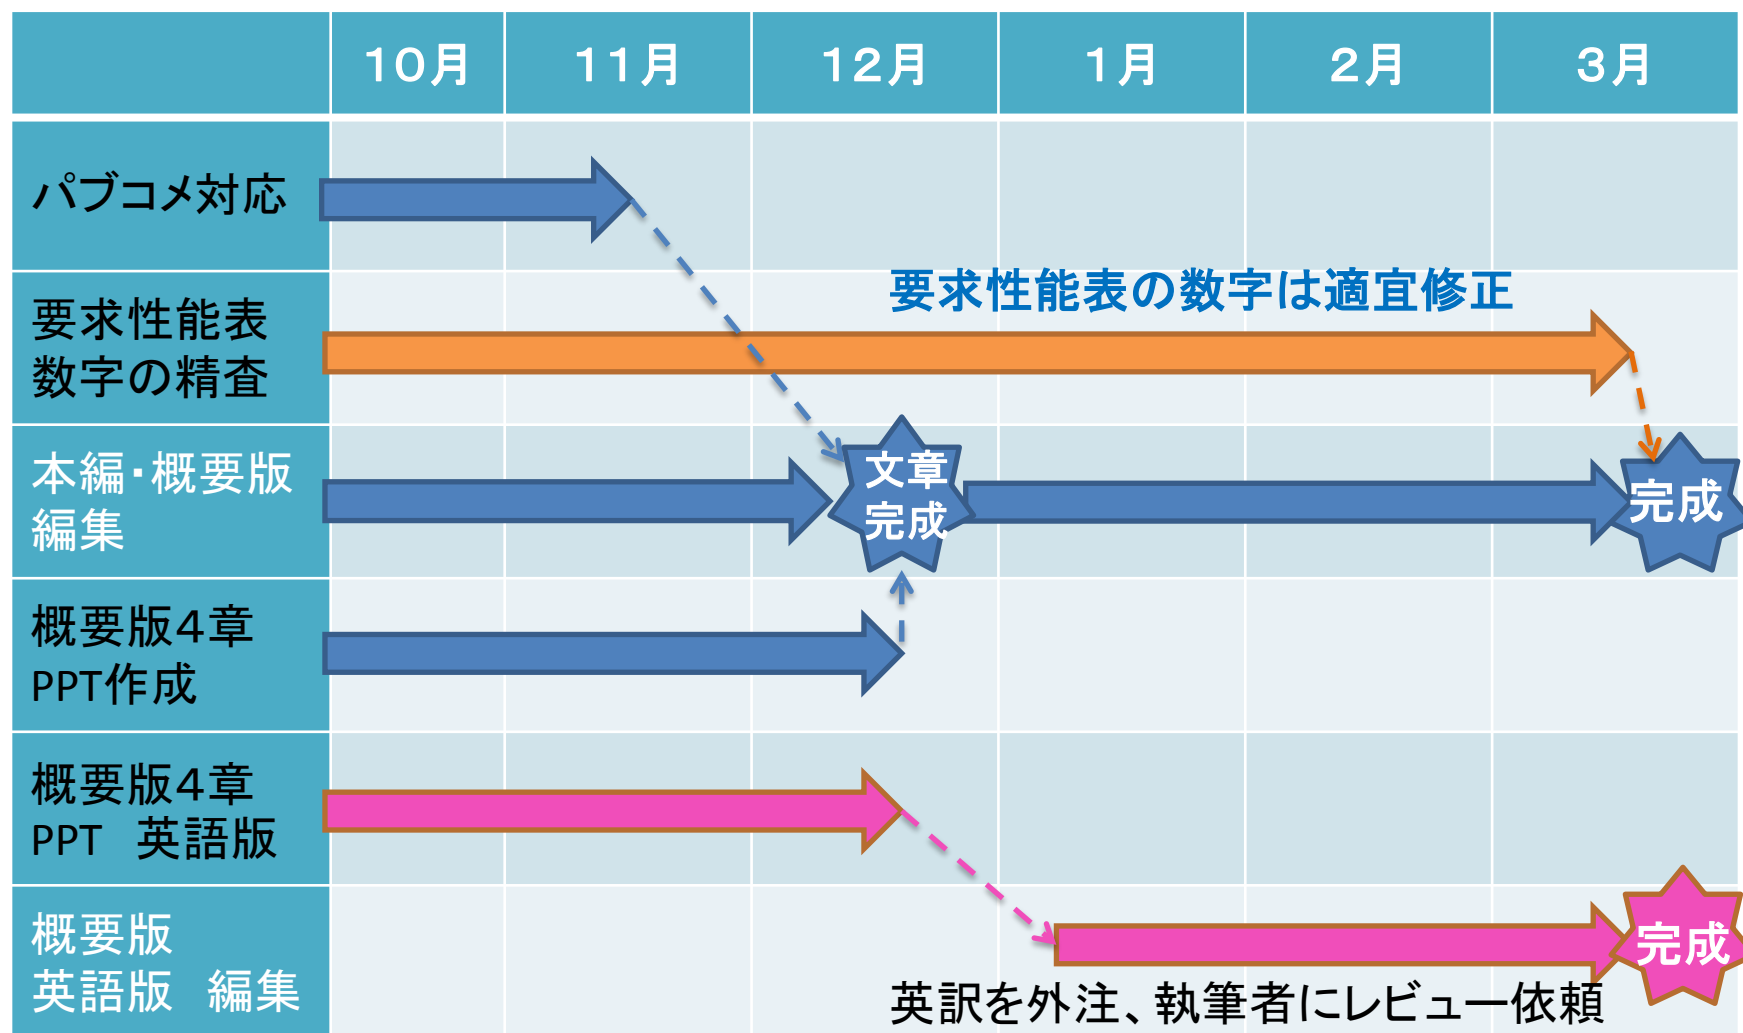 10月 11月 12月 1月 2月 3月
パブコメ対応
要求性能表の数字は適宜修正
要求性能表
数字の精査
本編・概要版
編集
文章
完成
完成
概要版4章
PPT作成
概要版4章
PPT　英語版
概要版
英語版　編集
完成
英訳を外注、執筆者にレビュー依頼